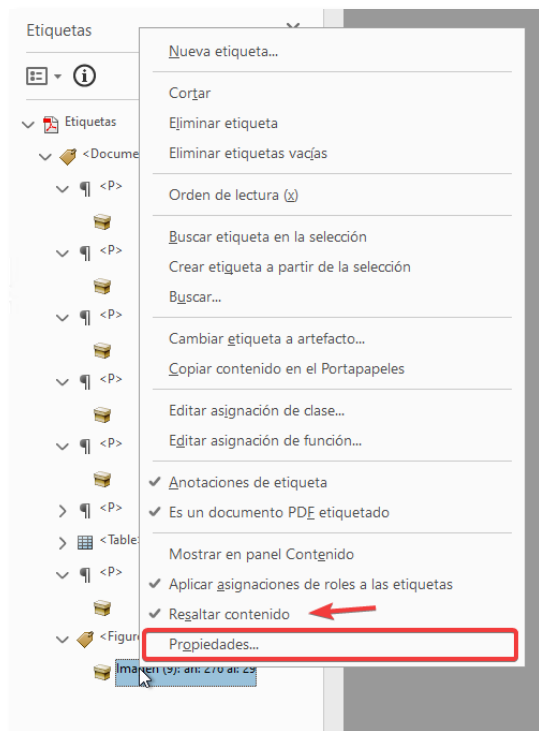 Etiquetas
Nueva etiqueta...
Cortar
Eliminar etiqueta
Eliminar etiquetas vacías
Orden de lectura (x)
Buscar etiqueta en la selección
Crear etiqueta a partir de la selección
Buscar...
Cambiar etiqueta a artefacto...
Copiar contenido en el Portapapeles
Editar asignación de clase...
Editar asignación de función...
Anotaciones de etiqueta
Es un documento PDF etiquetado
Mostrar en panel Contenido
Aplicar asignaciones de roles a las etiquetas
Resaltar contenido
Propiedades...
Etiquetas
<Docume
<P>
<P>
<P>
<P>
<P>
<P>
<Table
<P>
<Figur
Imagen (9): an: 270 al: 29